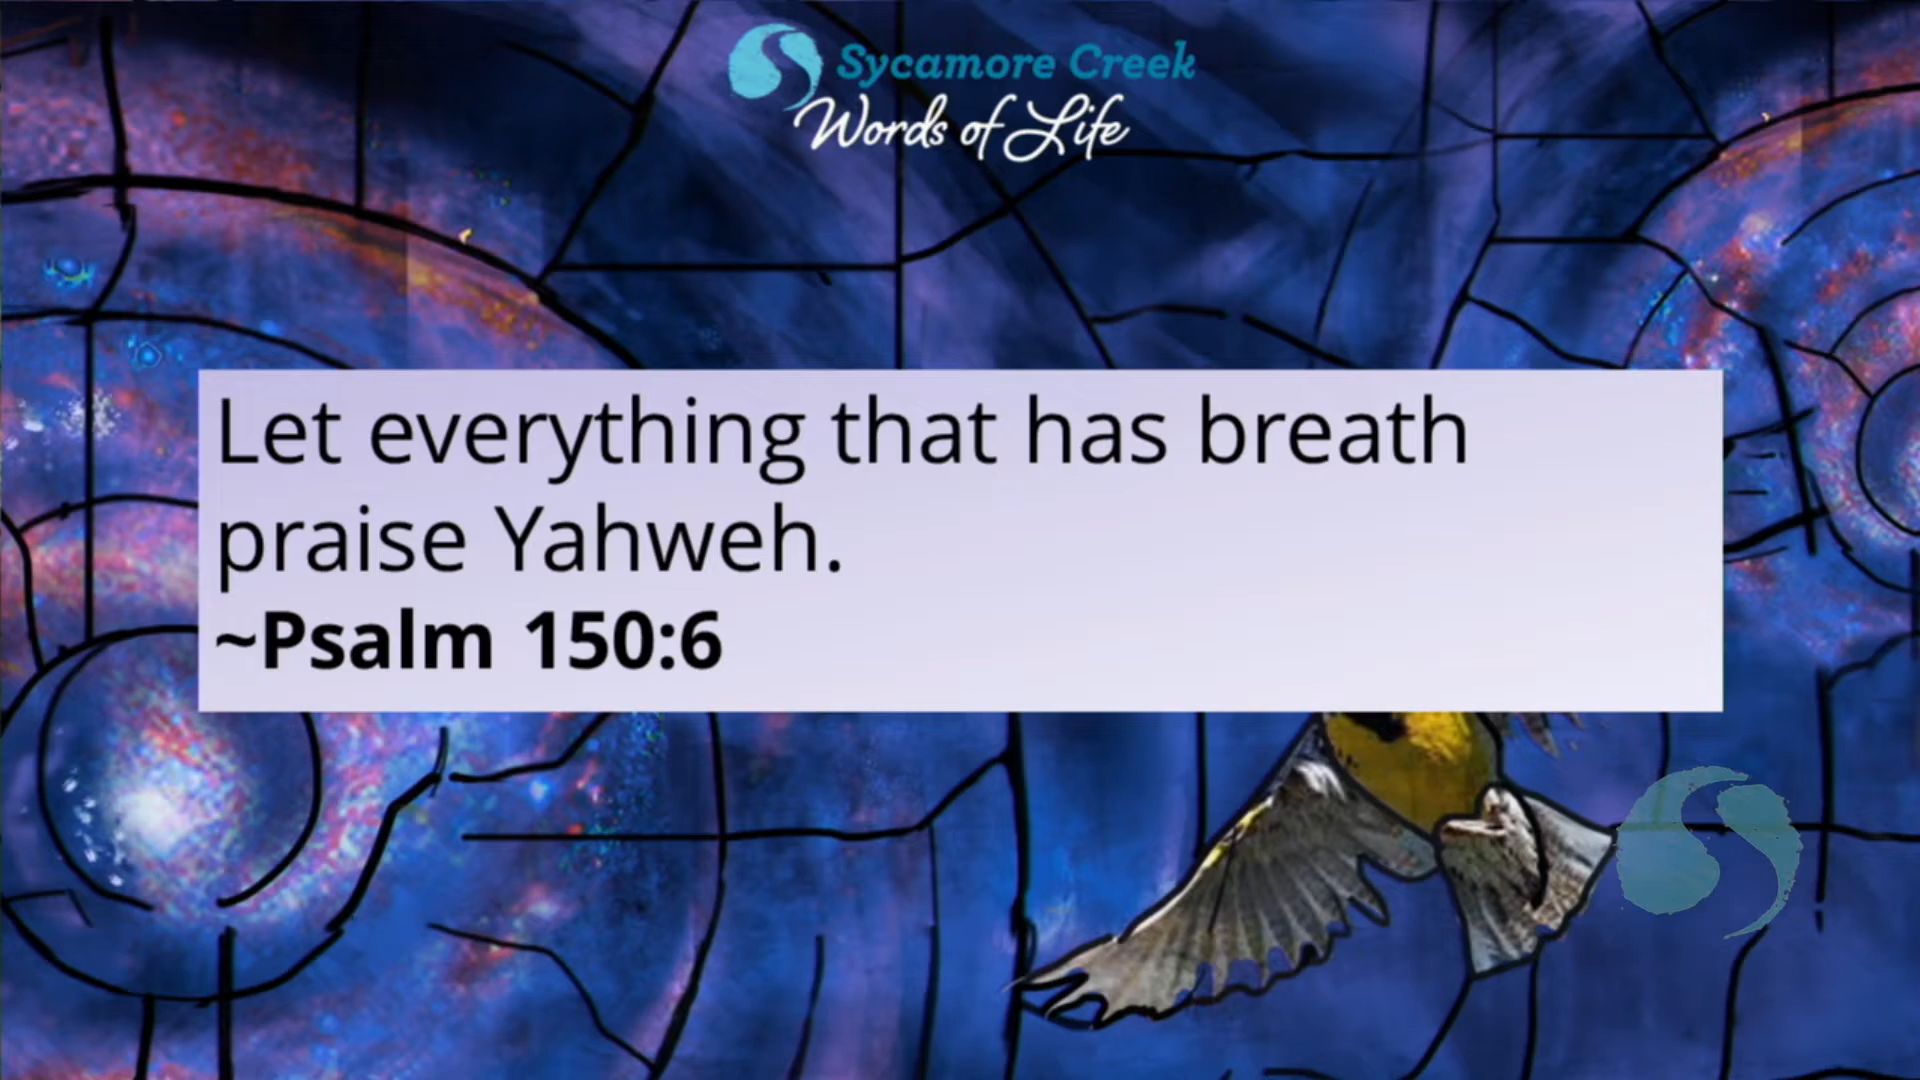 Sycamore Creek
Words of Life
Let everything that has breath
praise Yahweh.
~Psalm 150:6